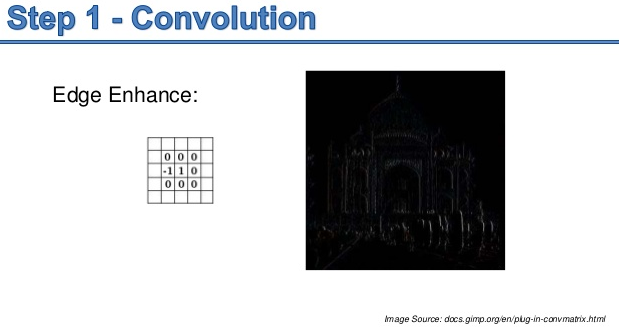 Step 1 - Convolution
Edge Enhance:
0 0 0
-1 1 0
0 0 0
Image Source: docs.gimp.org/en/plug-in-convmatrix.html